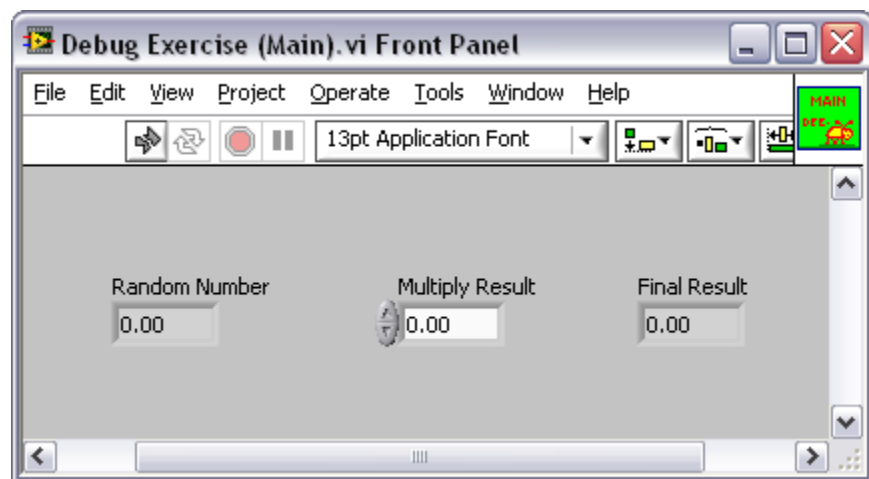 Debug Exercise (Main).vi Front Panel
File Edit View Project Operate Tools Window Help
MAIN
13pt Application Font
Random Number Multiply Result Final Result
0.00 0.00 0.00